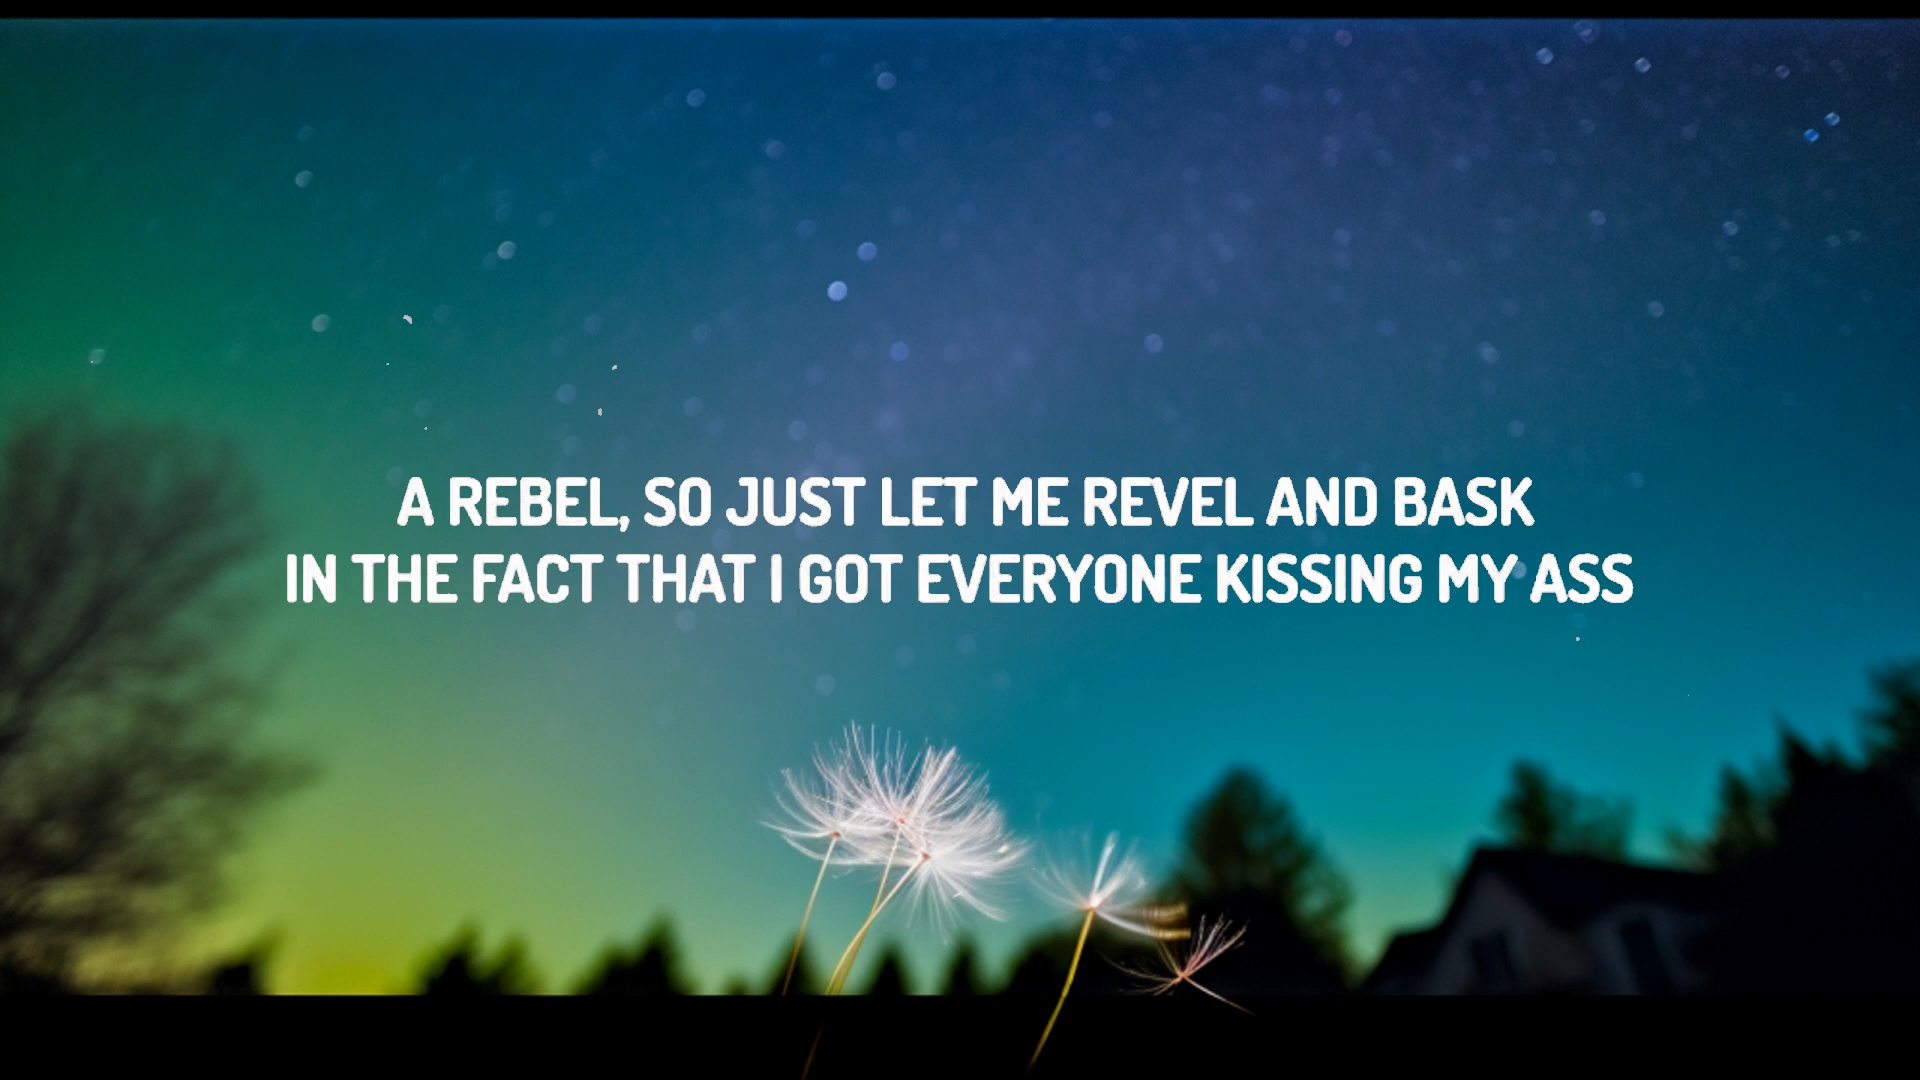 A REBEL, SO JUST LET ME REVEL AND BASK
IN THE FACT THAT I GOT EVERYONE KISSING MY ASS